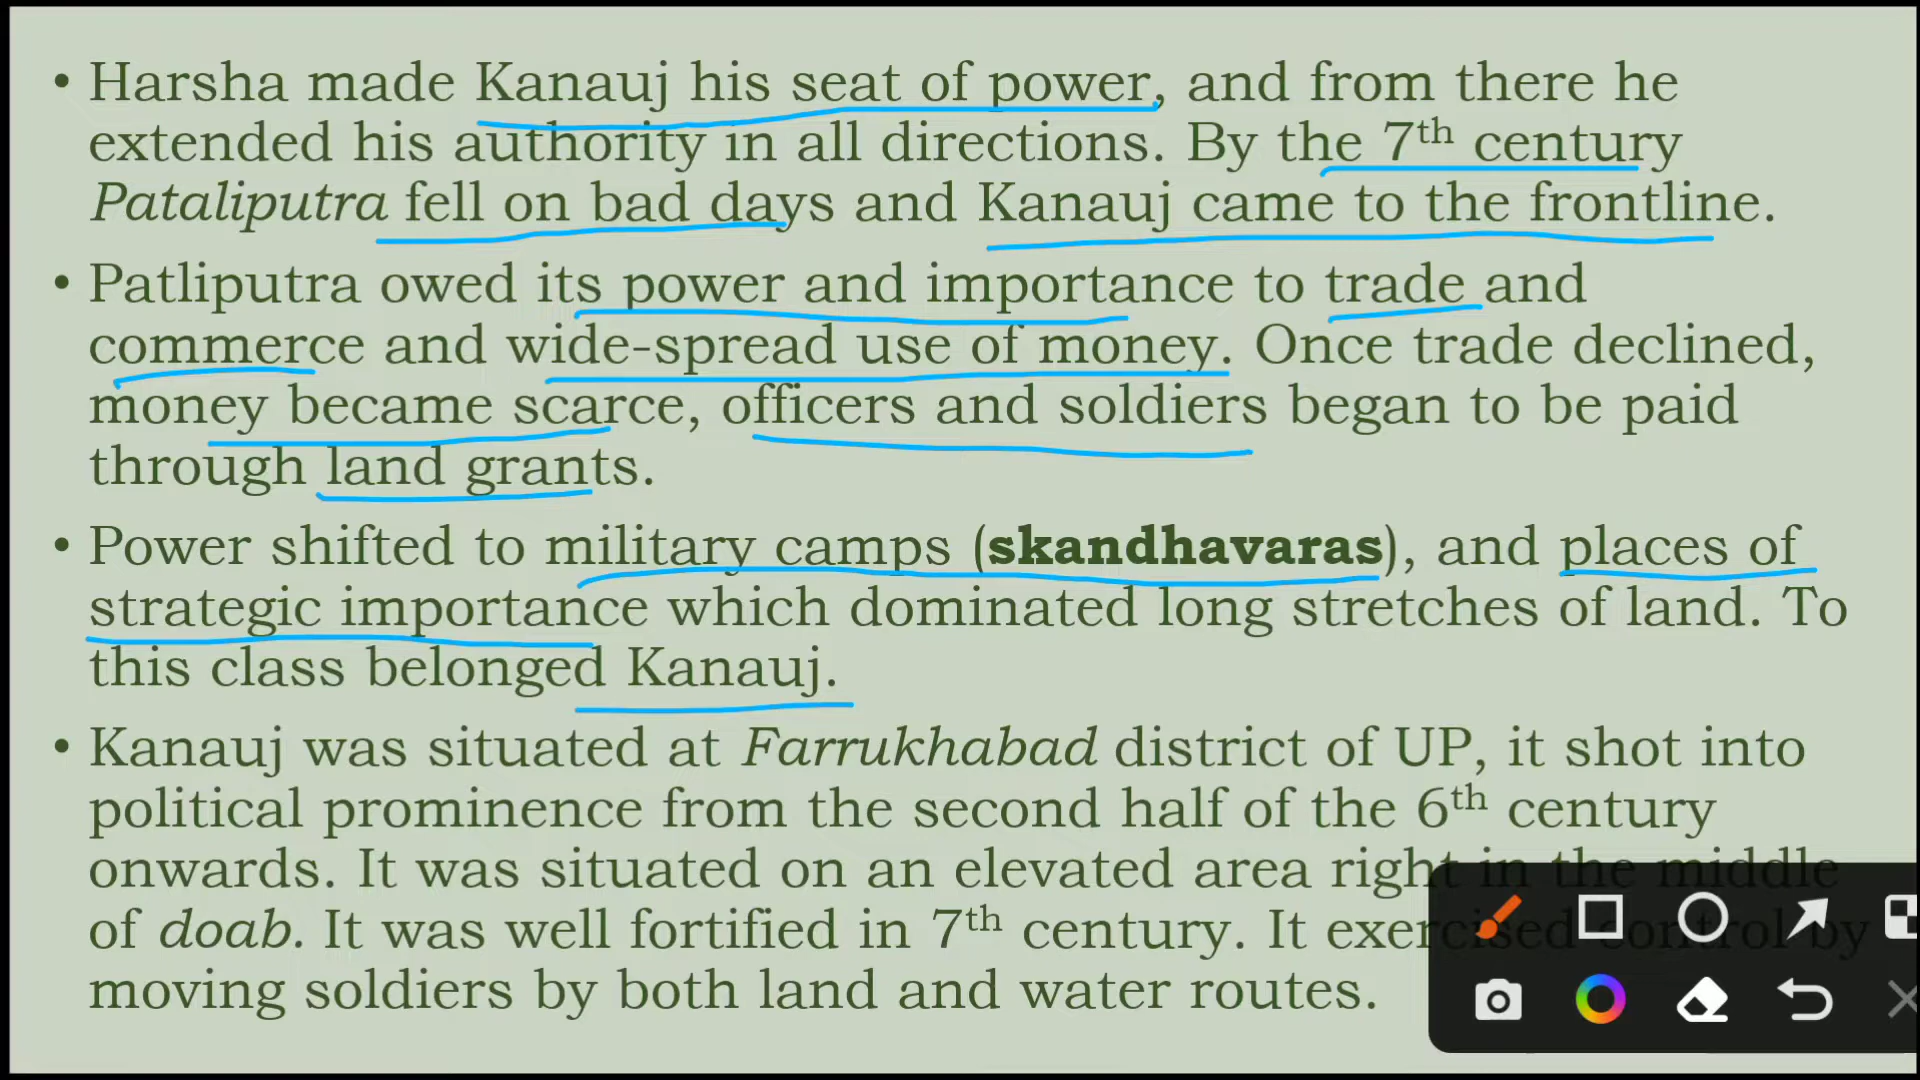 • Harsha made Kanauj his seat of power, and from there he
extended his authority in all directions. By the 7th century
Pataliputra fell on bad days and Kanauj came to the frontline.
• Patliputra owed its power and importance to trade and
commerce and wide-spread use of money. Once trade declined,
money became scarce, officers and soldiers began to be paid
through land grants.
• Power shifted to military camps (skandhavaras), and places of
strategic importance which dominated long stretches of land. To
this class belonged Kanauj.
• Kanauj was situated at Farrukhabad district of UP, it shot into
political prominence from the second half of the 6th century
onwards. It was situated on an elevated area right in the middle
of doab. It was well fortified in 7th century. It exercised control by
moving soldiers by both land and water routes.